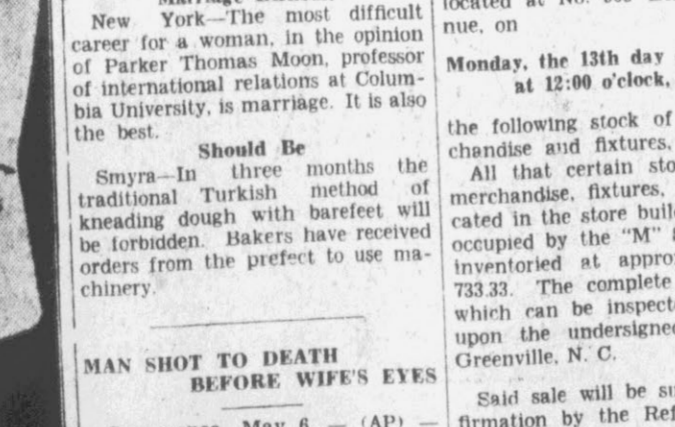 New York—The most difficult
career for a woman, in the opinion
of Parker Thomas Moon, professor
of international relations at Colum-
bia University, is marriage. It is also
the best.
Should Be
Smyra—In three months the
traditional Turkish method of
kneading dough with barefeet will
be forbidden. Bakers have received
orders from the prefect to use ma-
chinery.
MAN SHOT TO DEATH
BEFORE WIFE'S EYES
May 6 — (AP) —
located at No.
nue, on
Monday, the 13th day
at 12:00 o'clock,
the following stock of
chandise and fixtures,
All that certain sto
merchandise, fixtures,
cated in the store buil
occupied by the "M"
inventoried at appro
733.33. The complete
which can be inspect
upon the undersigne
Greenville, N. C.
Said sale will be su
firmation by the Ref